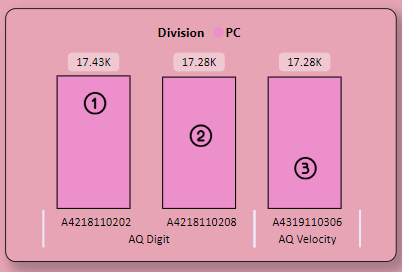 Division PC
17.43K 17.28K 17.28K
1
2
3
A4218110202 A4218110208 A4319110306
AQ Digit AQ Velocity